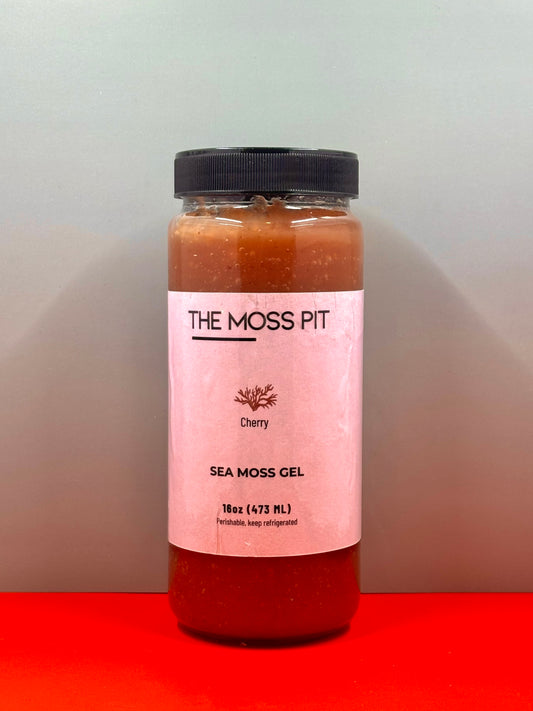 THE MOSS PIT
Cherry
SEA MOSS GEL
16oz (473 ML)
Perishable, keep refrigerated